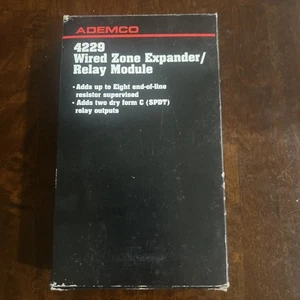 ADEMCO
4229
Wired Zone Expander/
Relay Module
• Adds up to Eight end-of-line
resistor supervised
• Adds two dry form C (SPDT)
relay outputs